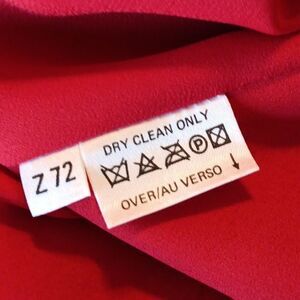 Z 72
DRY CLEAN ONLY
P
OVER/AU VERSO ↓